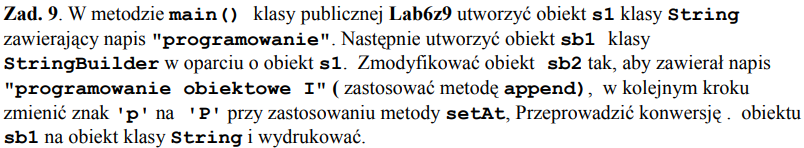 Zad. 9. W metodzie main() klasy publicznej Lab6z9 utworzyć obiekt s1 klasy String
zawierający napis "programowanie". Następnie utworzyć obiekt sb1 klasy
StringBuilder w oparciu o obiekt s1. Zmodyfikować obiekt sb2 tak, aby zawierał napis
"programowanie obiektowe I" ( zastosować metodę append), w kolejnym kroku
zmienić znak 'p' na 'P' przy zastosowaniu metody setAt, Przeprowadzić konwersję . obiektu
sb1 na obiekt klasy String i wydrukować.